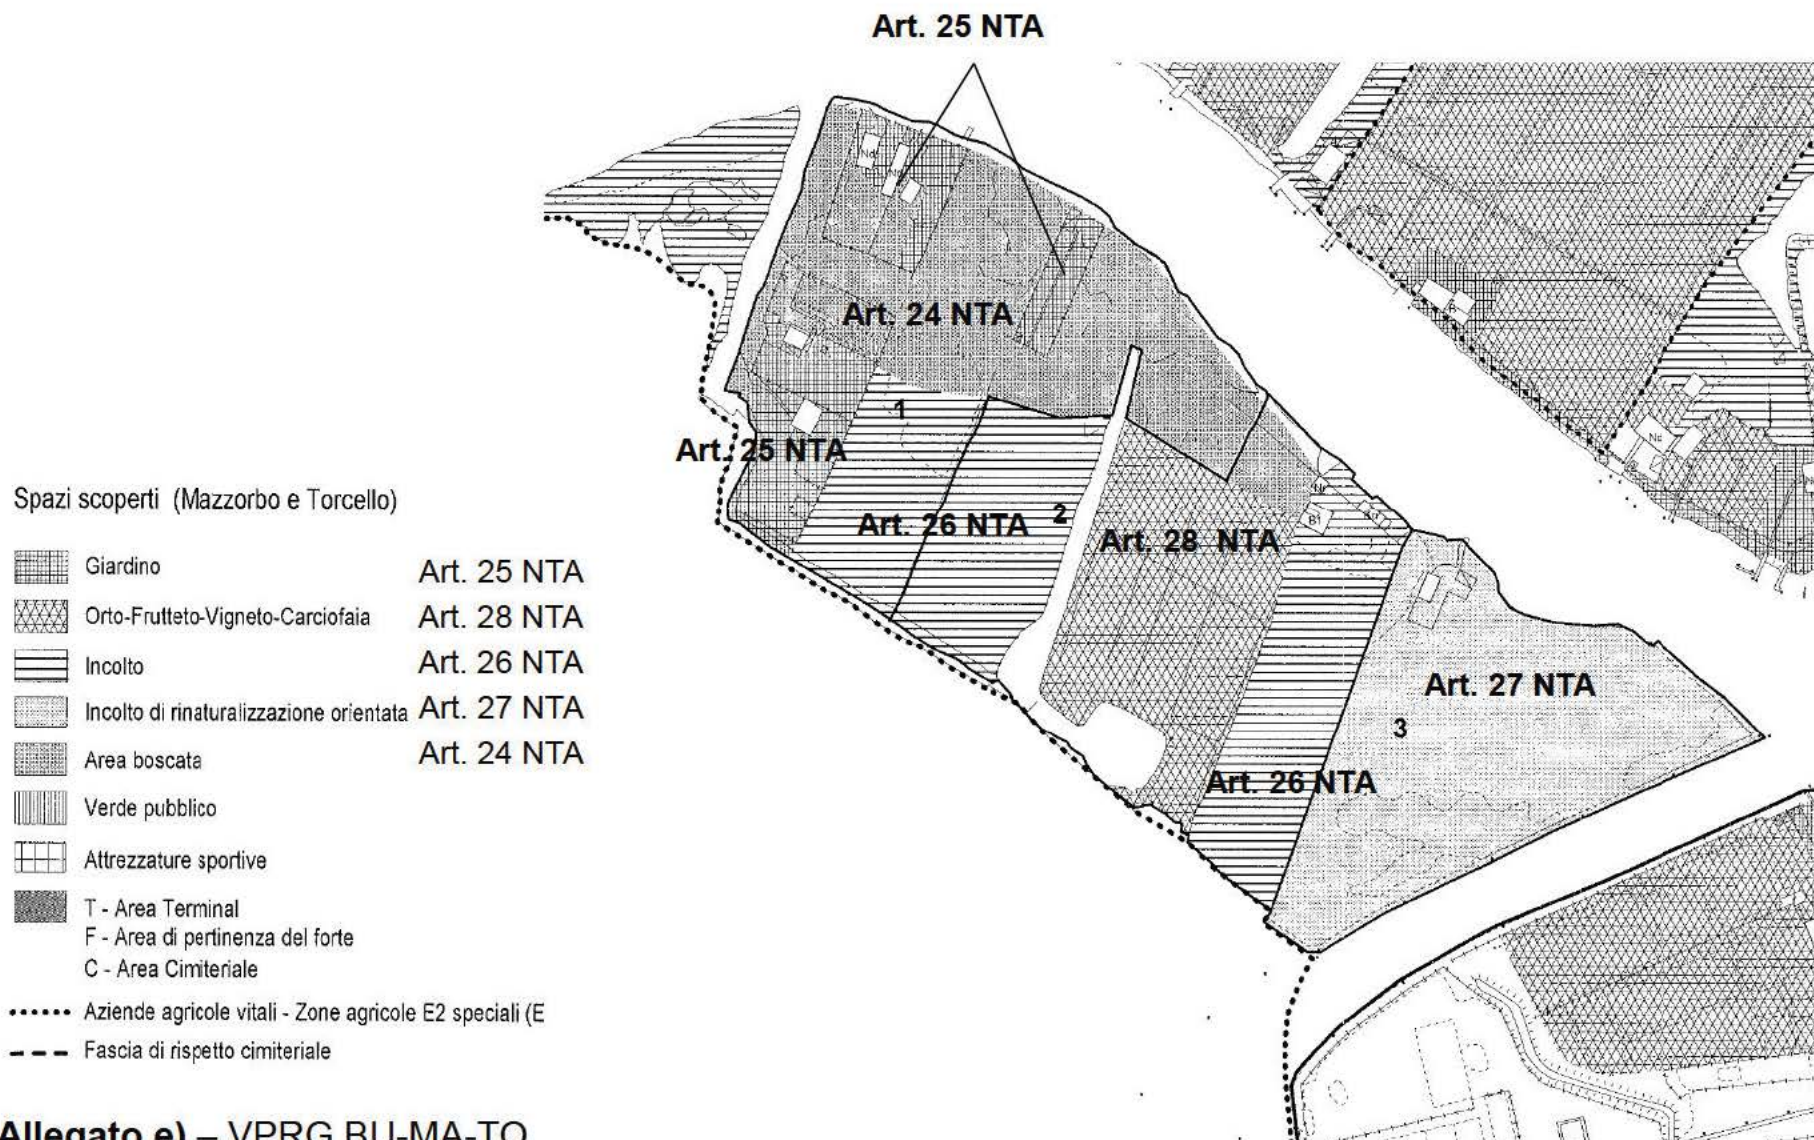 Art. 25 NTA
Nd
Art. 24 NTA
1
Art. 25 NTA
Art. 26 NTA
2
Art. 28 NTA
Nd
Art. 27 NTA
3
Art. 26 NTA
Spazi scoperti (Mazzorbo e Torcello)
Giardino Art. 25 NTA
Orto-Frutteto-Vigneto-Carciofaia Art. 28 NTA
Incolto Art. 26 NTA
Incolto di rinaturalizzazione orientata Art. 27 NTA
Area boscata Art. 24 NTA
Verde pubblico
Attrezzature sportive
T - Area Terminal
F - Area di pertinenza del forte
C - Area Cimiteriale
Aziende agricole vitali - Zone agricole E2 speciali (E
Fascia di rispetto cimiteriale
Allegato e) – VPRG BU-MA-TO